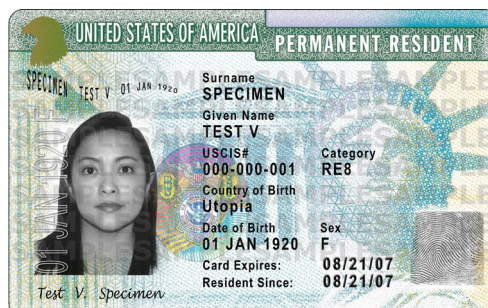 UNITED STATES OF AMERICA
PERMANENT RESIDENT
SPECIMEN TEST V 01 JAN 1920
Surname
SPECIMEN
Given Name
TEST V
USCIS# Category
000-000-001 RE8
Country of Birth
Utopia
Date of Birth Sex
01 JAN 1920 F
Card Expires: 08/21/07
Resident Since: 08/21/07
01 JAN 1920
Test V. Specimen